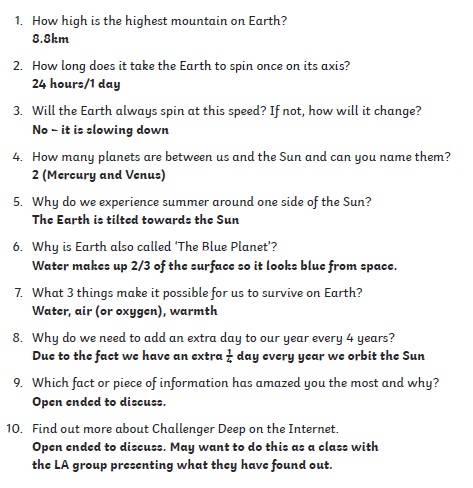 1. How high is the highest mountain on Earth?
8.8km
2. How long does it take the Earth to spin once on its axis?
24 hours/1 day
3. Will the Earth always spin at this speed? If not, how will it change?
No – it is slowing down
4. How many planets are between us and the Sun and can you name them?
2 (Mercury and Venus)
5. Why do we experience summer around one side of the Sun?
The Earth is tilted towards the Sun
6. Why is Earth also called ‘The Blue Planet’?
Water makes up 2/3 of the surface so it looks blue from space.
7. What 3 things make it possible for us to survive on Earth?
Water, air (or oxygen), warmth
8. Why do we need to add an extra day to our year every 4 years?
Due to the fact we have an extra ¼ day every year we orbit the Sun
9. Which fact or piece of information has amazed you the most and why?
Open ended to discuss.
10. Find out more about Challenger Deep on the Internet.
Open ended to discuss. May want to do this as a class with
the LA group presenting what they have found out.